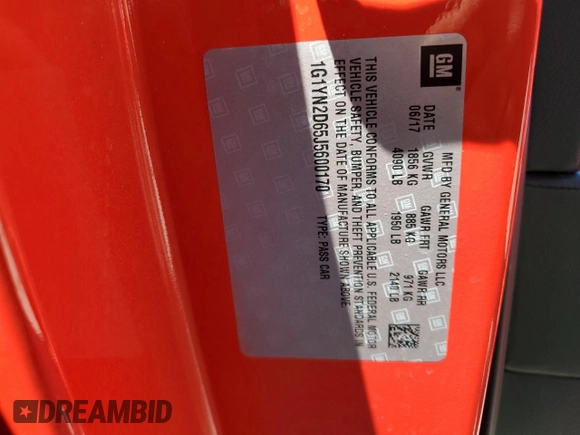 GM
MFD BY GENERAL MOTORS LLC
DATE GVWR GAWR FRT GAWR RR
06/17 1856 KG 885 KG 971 KG
4090 LB 1950 LB 2140 LB
THIS VEHICLE CONFORMS TO ALL APPLICABLE U.S. FEDERAL MOTOR
VEHICLE SAFETY, BUMPER, AND THEFT PREVENTION STANDARDS IN
EFFECT ON THE DATE OF MANUFACTURE SHOWN ABOVE.
1G1YN2D65J5600170 TYPE: PASS CAR
DREAMBID